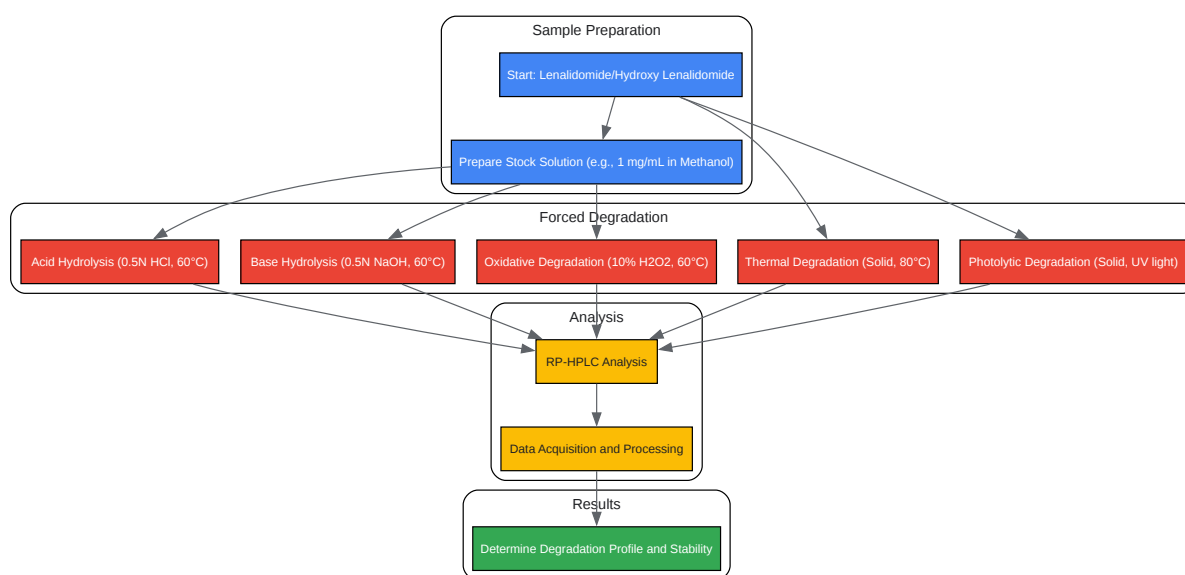 Sample Preparation
Start: Lenalidomide/Hydroxy Lenalidomide
Prepare Stock Solution (e.g., 1 mg/mL in Methanol)
Forced Degradation
Acid Hydrolysis (0.5N HCl, 60°C)
Base Hydrolysis (0.5N NaOH, 60°C)
Oxidative Degradation (10% H2O2, 60°C)
Thermal Degradation (Solid, 80°C)
Photolytic Degradation (Solid, UV light)
Analysis
RP-HPLC Analysis
Data Acquisition and Processing
Results
Determine Degradation Profile and Stability